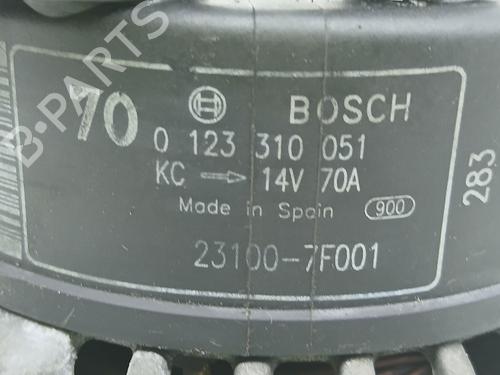 B-PARTS
70 BOSCH
0 123 310 051
KC → 14V 70A
Made in Spain 900
23100-7F001
283